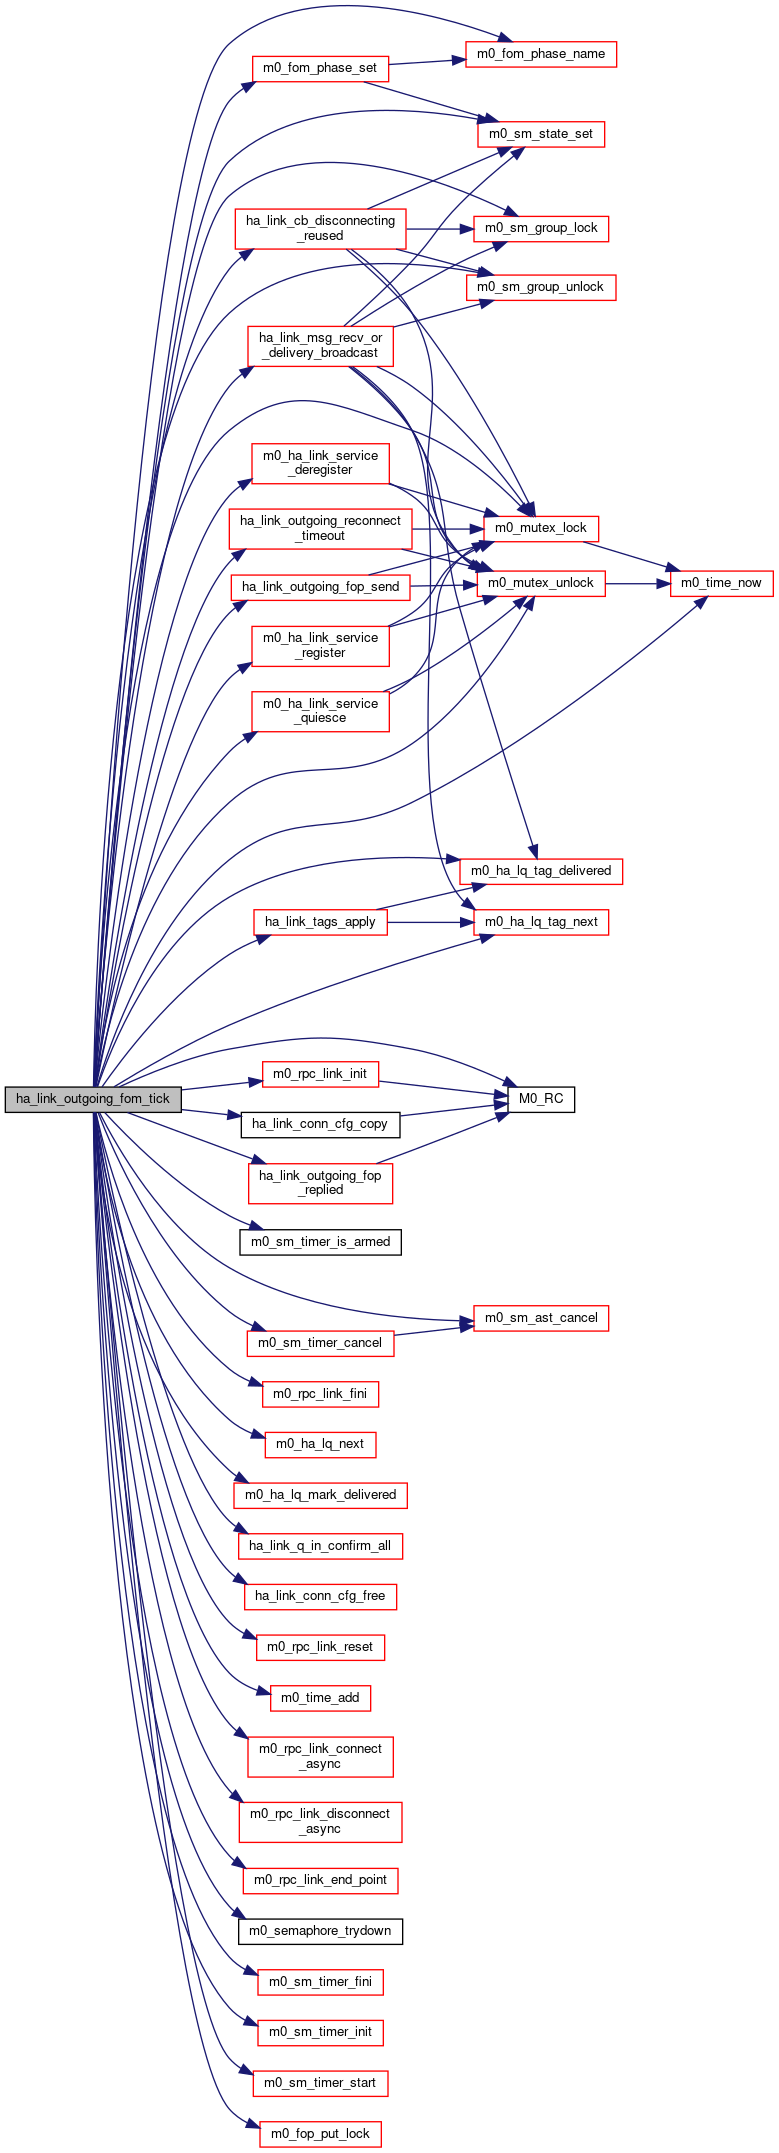 m0_fom_phase_name
m0_fom_phase_set
m0_sm_state_set
ha_link_cb_disconnecting
_reused
m0_sm_group_lock
m0_sm_group_unlock
ha_link_msg_recv_or
_delivery_broadcast
m0_ha_link_service
_deregister
ha_link_outgoing_reconnect
_timeout
m0_mutex_lock
ha_link_outgoing_fop_send
m0_mutex_unlock
m0_time_now
m0_ha_link_service
_register
m0_ha_link_service
_quiesce
m0_ha_lq_tag_delivered
ha_link_tags_apply
m0_ha_lq_tag_next
m0_rpc_link_init
ha_link_outgoing_fom_tick
M0_RC
ha_link_conn_cfg_copy
ha_link_outgoing_fop
_replied
m0_sm_timer_is_armed
m0_sm_ast_cancel
m0_sm_timer_cancel
m0_rpc_link_fini
m0_ha_lq_next
m0_ha_lq_mark_delivered
ha_link_q_in_confirm_all
ha_link_conn_cfg_free
m0_rpc_link_reset
m0_time_add
m0_rpc_link_connect
_async
m0_rpc_link_disconnect
_async
m0_rpc_link_end_point
m0_semaphore_trydown
m0_sm_timer_fini
m0_sm_timer_init
m0_sm_timer_start
m0_fop_put_lock